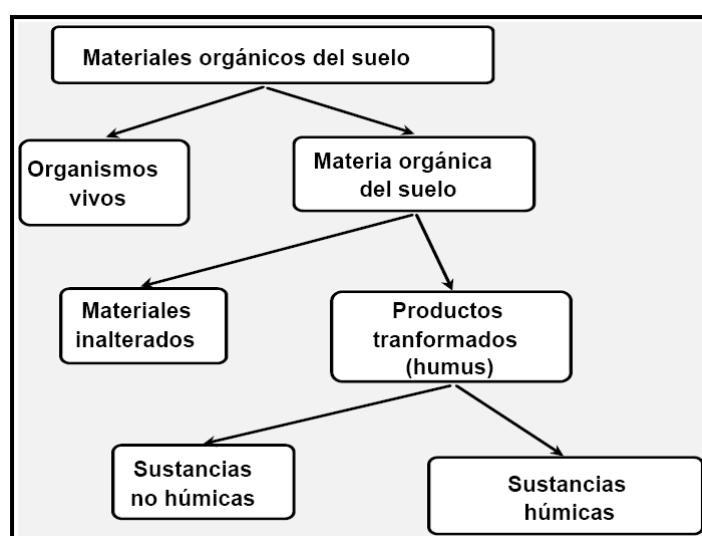 Materiales orgánicos del suelo
Organismos
vivos
Materia orgánica
del suelo
Materiales
inalterados
Productos
tranformados
(humus)
Sustancias
no húmicas
Sustancias
húmicas